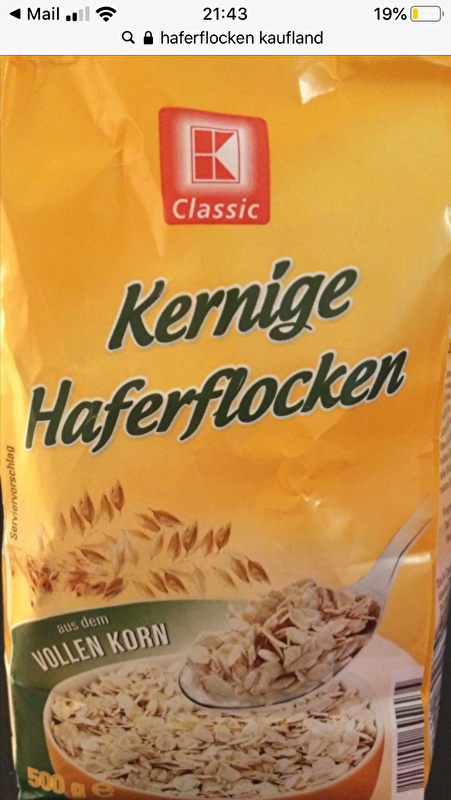 Mail 21:43 19%
haferflocken kaufland
K
Classic
Kernige
Haferflocken
Serviervorschlag
aus dem
VOLLEN KORN
500 g e